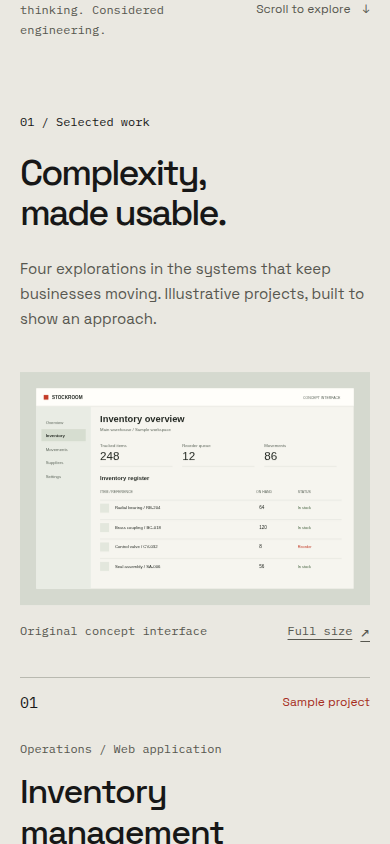 thinking. Considered
engineering.
Scroll to explore ↓
01 / Selected work
Complexity,
made usable.
Four explorations in the systems that keep
businesses moving. Illustrative projects, built to
show an approach.
STOCKROOM
CONCEPT INTERFACE
Overview
Inventory
Movements
Suppliers
Settings
Inventory overview
Main warehouse / Sample workspace
Tracked items
248
Reorder queue
12
Movements
86
Inventory register
ITEM / REFERENCE ON HAND STATUS
Radial bearing / RB-204 64 In stock
Brass coupling / BC-018 120 In stock
Control valve / CV-032 8 Reorder
Seal assembly / SA-006 56 In stock
Original concept interface
Full size ↗
01
Sample project
Operations / Web application
Inventory
management